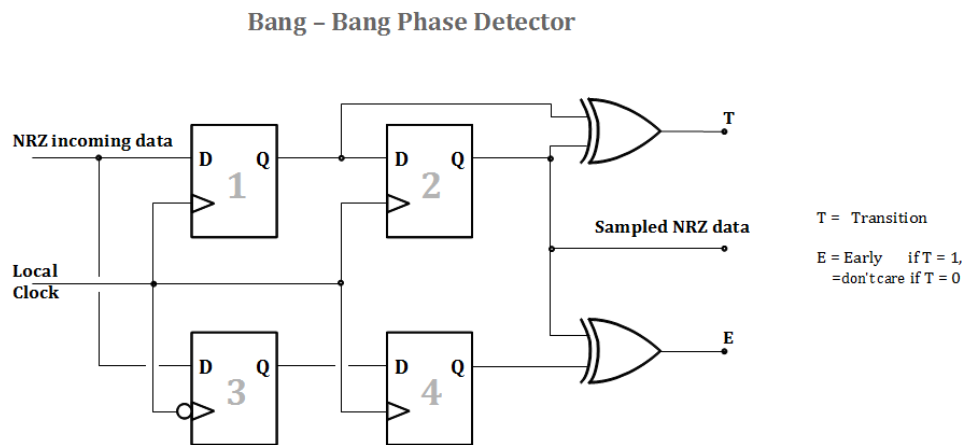 Bang – Bang Phase Detector
NRZ incoming data
D Q
1
D Q
2
T
Sampled NRZ data
T = Transition
E = Early if T = 1,
=don't care if T = 0
Local
Clock
D Q
3
D Q
4
E